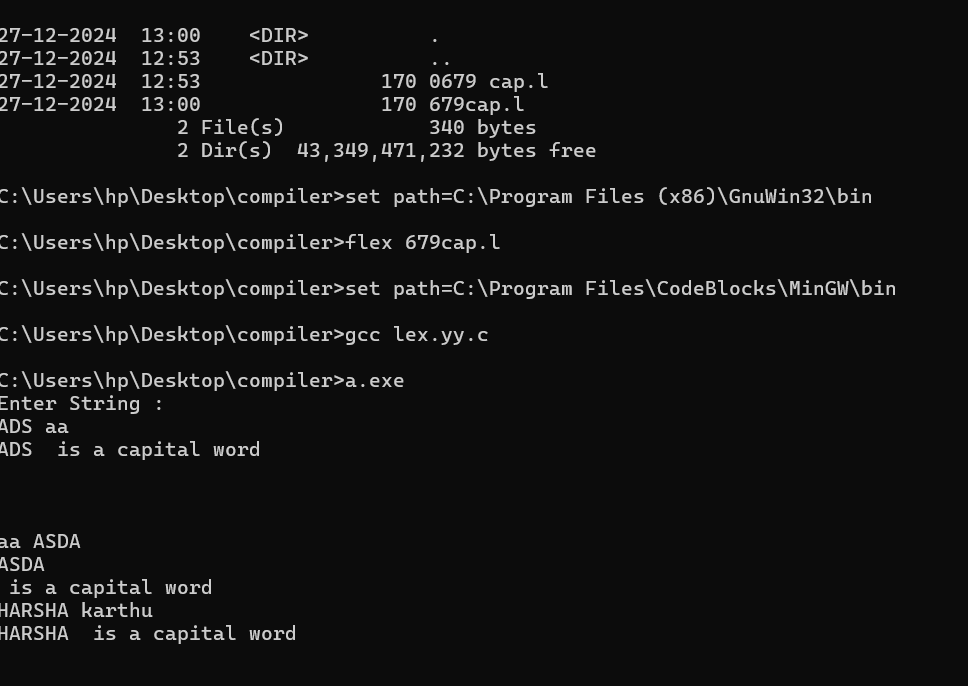 27-12-2024  13:00    <DIR>          .
27-12-2024  12:53    <DIR>          ..
27-12-2024  12:53               170 0679 cap.l
27-12-2024  13:00               170 679cap.l
               2 File(s)            340 bytes
               2 Dir(s)  43,349,471,232 bytes free
C:\Users\hp\Desktop\compiler>set path=C:\Program Files (x86)\GnuWin32\bin
C:\Users\hp\Desktop\compiler>flex 679cap.l
C:\Users\hp\Desktop\compiler>set path=C:\Program Files\CodeBlocks\MinGW\bin
C:\Users\hp\Desktop\compiler>gcc lex.yy.c
C:\Users\hp\Desktop\compiler>a.exe
Enter String :
ADS aa
ADS  is a capital word
aa ASDA
ASDA
 is a capital word
HARSHA karthu
HARSHA  is a capital word